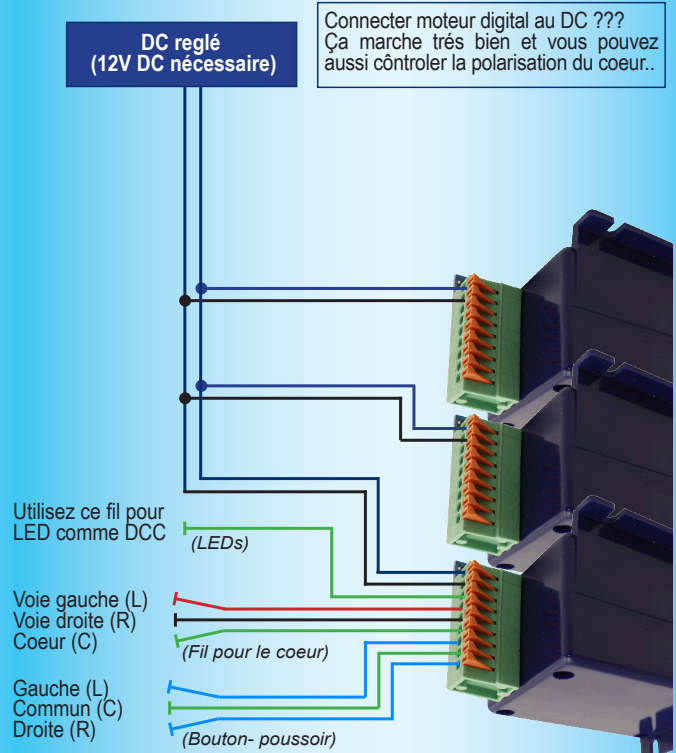 DC reglé
(12V DC nécessaire)
Connecter moteur digital au DC ???
Ça marche trés bien et vous pouvez
aussi côntroler la polarisation du coeur..
Utilisez ce fil pour
LED comme DCC
(LEDs)
Voie gauche (L)
Voie droite (R)
Coeur (C)
(Fil pour le coeur)
Gauche (L)
Commun (C)
Droite (R)
(Bouton- poussoir)